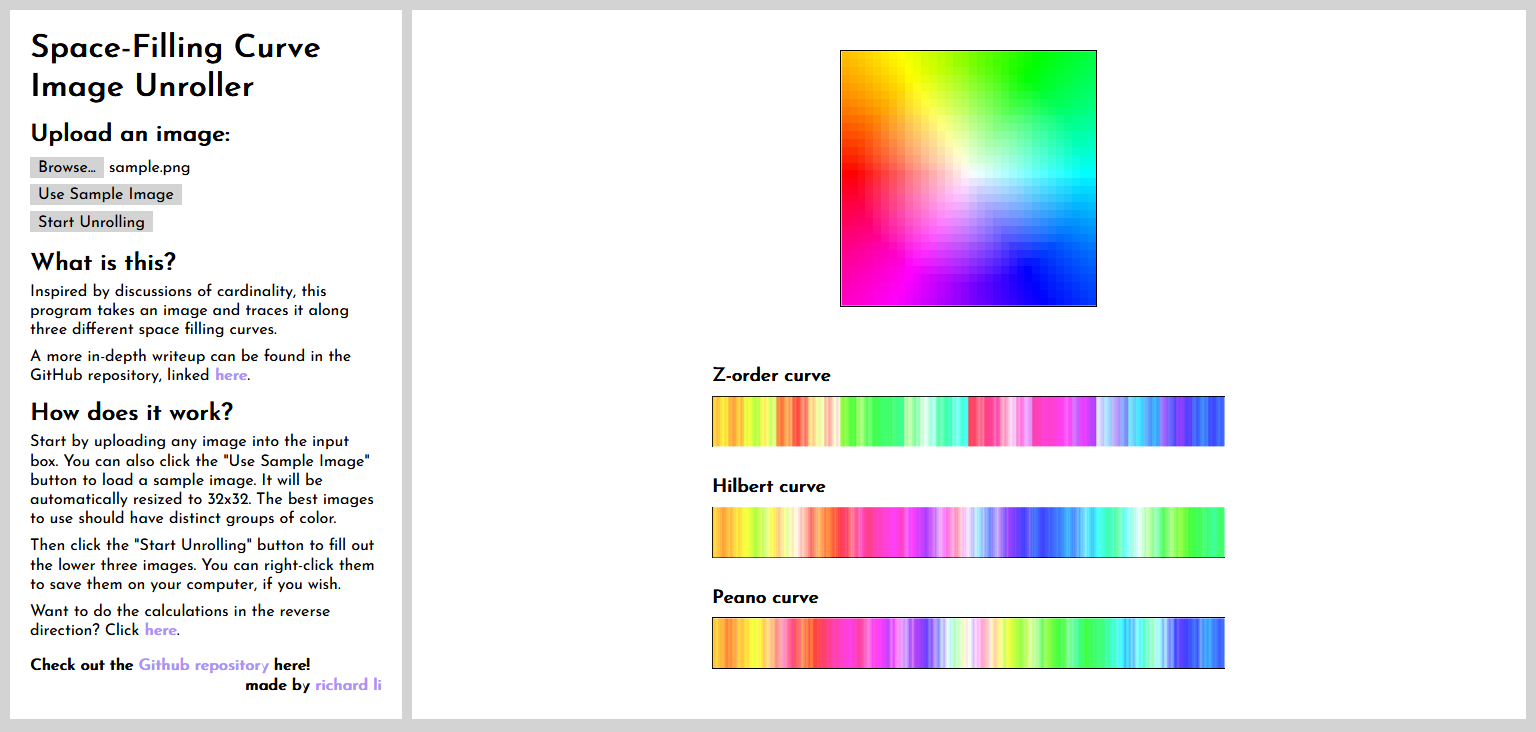 Space-Filling Curve
Image Unroller
Upload an image:
Browse... sample.png
Use Sample Image
Start Unrolling
What is this?
Inspired by discussions of cardinality, this
program takes an image and traces it along
three different space filling curves.
A more in-depth writeup can be found in the
GitHub repository, linked here.
How does it work?
Start by uploading any image into the input
box. You can also click the "Use Sample Image"
button to load a sample image. It will be
automatically resized to 32x32. The best images
to use should have distinct groups of color.
Then click the "Start Unrolling" button to fill out
the lower three images. You can right-click them
to save them on your computer, if you wish.
Want to do the calculations in the reverse
direction? Click here.
Check out the Github repository here!
made by richard li
Z-order curve
Hilbert curve
Peano curve